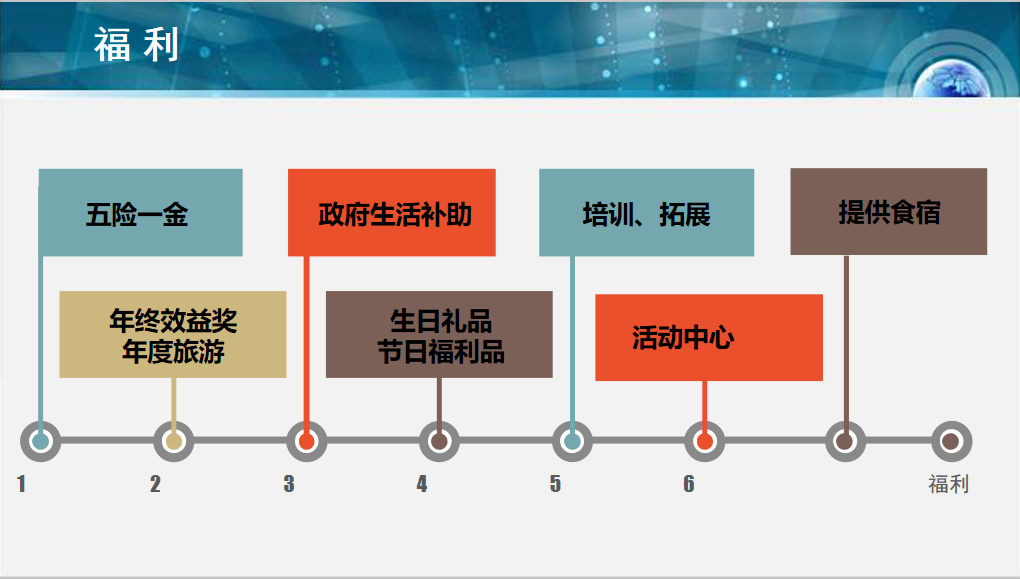 福 利
五险一金
政府生活补助
培训、拓展
提供食宿
年终效益奖
年度旅游
生日礼品
节日福利品
活动中心
1
2
3
4
5
6
福利